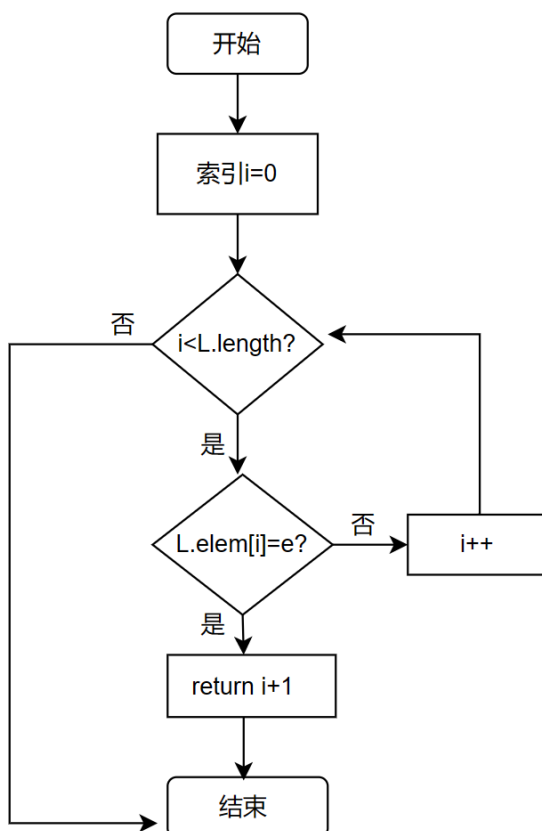 开始
索引i=0
否
i<L.length?
是
L.elem[i]=e?
否
i++
是
return i+1
结束